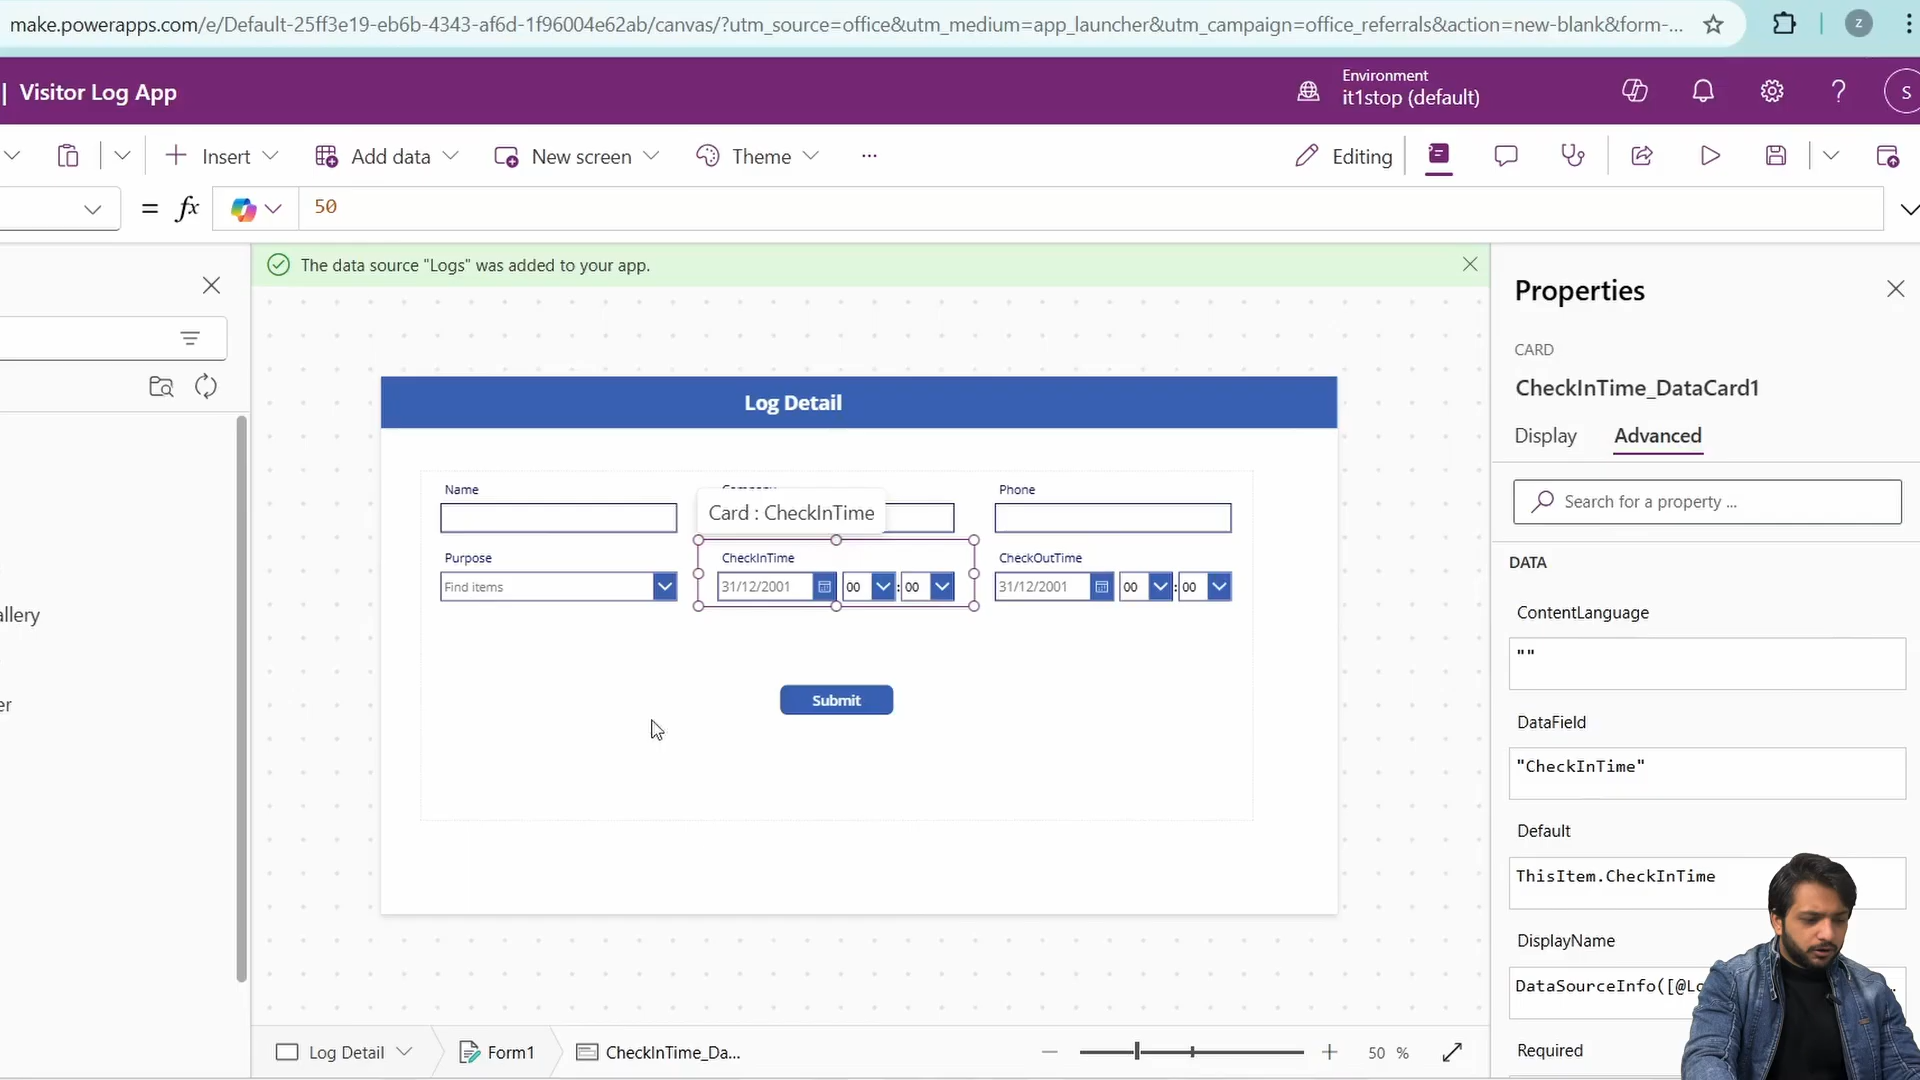 make.powerapps.com/e/Default-25ff3e19-eb6b-4343-af6d-1f96004e62ab/canvas/?utm_source=office&utm_medium=app_launcher&utm_campaign=office_referrals&action=new-blank&form-...
z
| Visitor Log App
Environment
it1stop (default)
?
S
Insert
Add data
New screen
Theme
...
Editing
= fx
50
The data source "Logs" was added to your app.
Properties
CARD
CheckInTime_DataCard1
Display
Advanced
Search for a property ...
DATA
ContentLanguage
""
DataField
"CheckInTime"
Default
ThisItem.CheckInTime
DisplayName
DataSourceInfo([@Lo
Required
allery
er
Log Detail
Name
Phone
Card : CheckInTime
Purpose
CheckInTime
CheckOutTime
Find items
31/12/2001
00
:
00
31/12/2001
00
:
00
Submit
Log Detail
Form1
CheckInTime_Da...
50 %